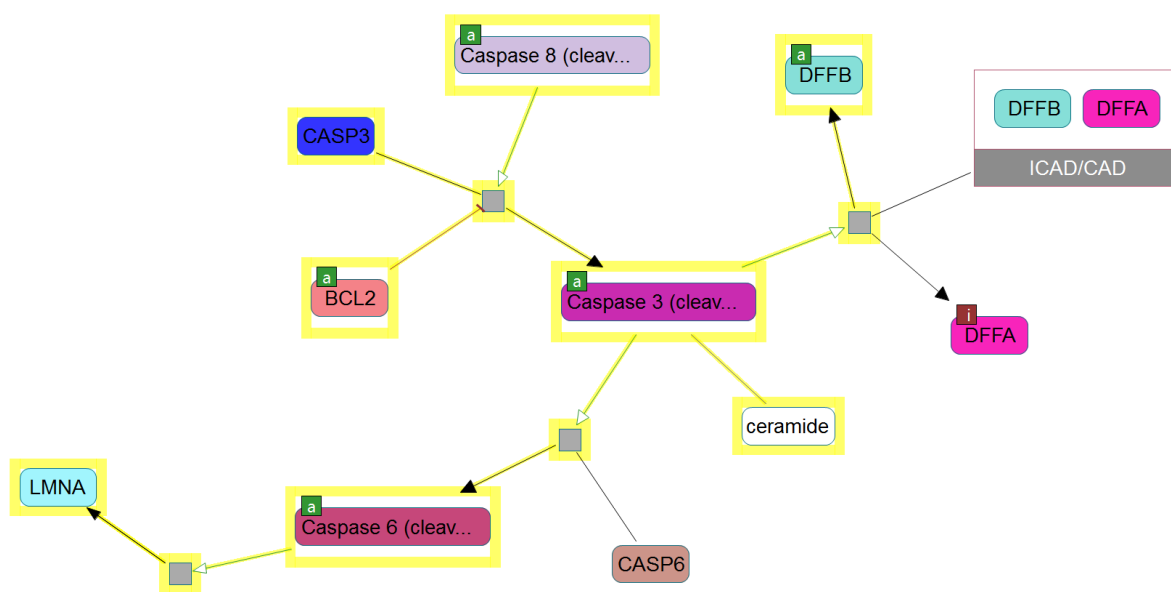 a
Caspase 8 (cleav...
a
DFFB
DFFB
DFFA
ICAD/CAD
CASP3
a
BCL2
a
Caspase 3 (cleav...
i
DFFA
ceramide
LMNA
a
Caspase 6 (cleav...
CASP6